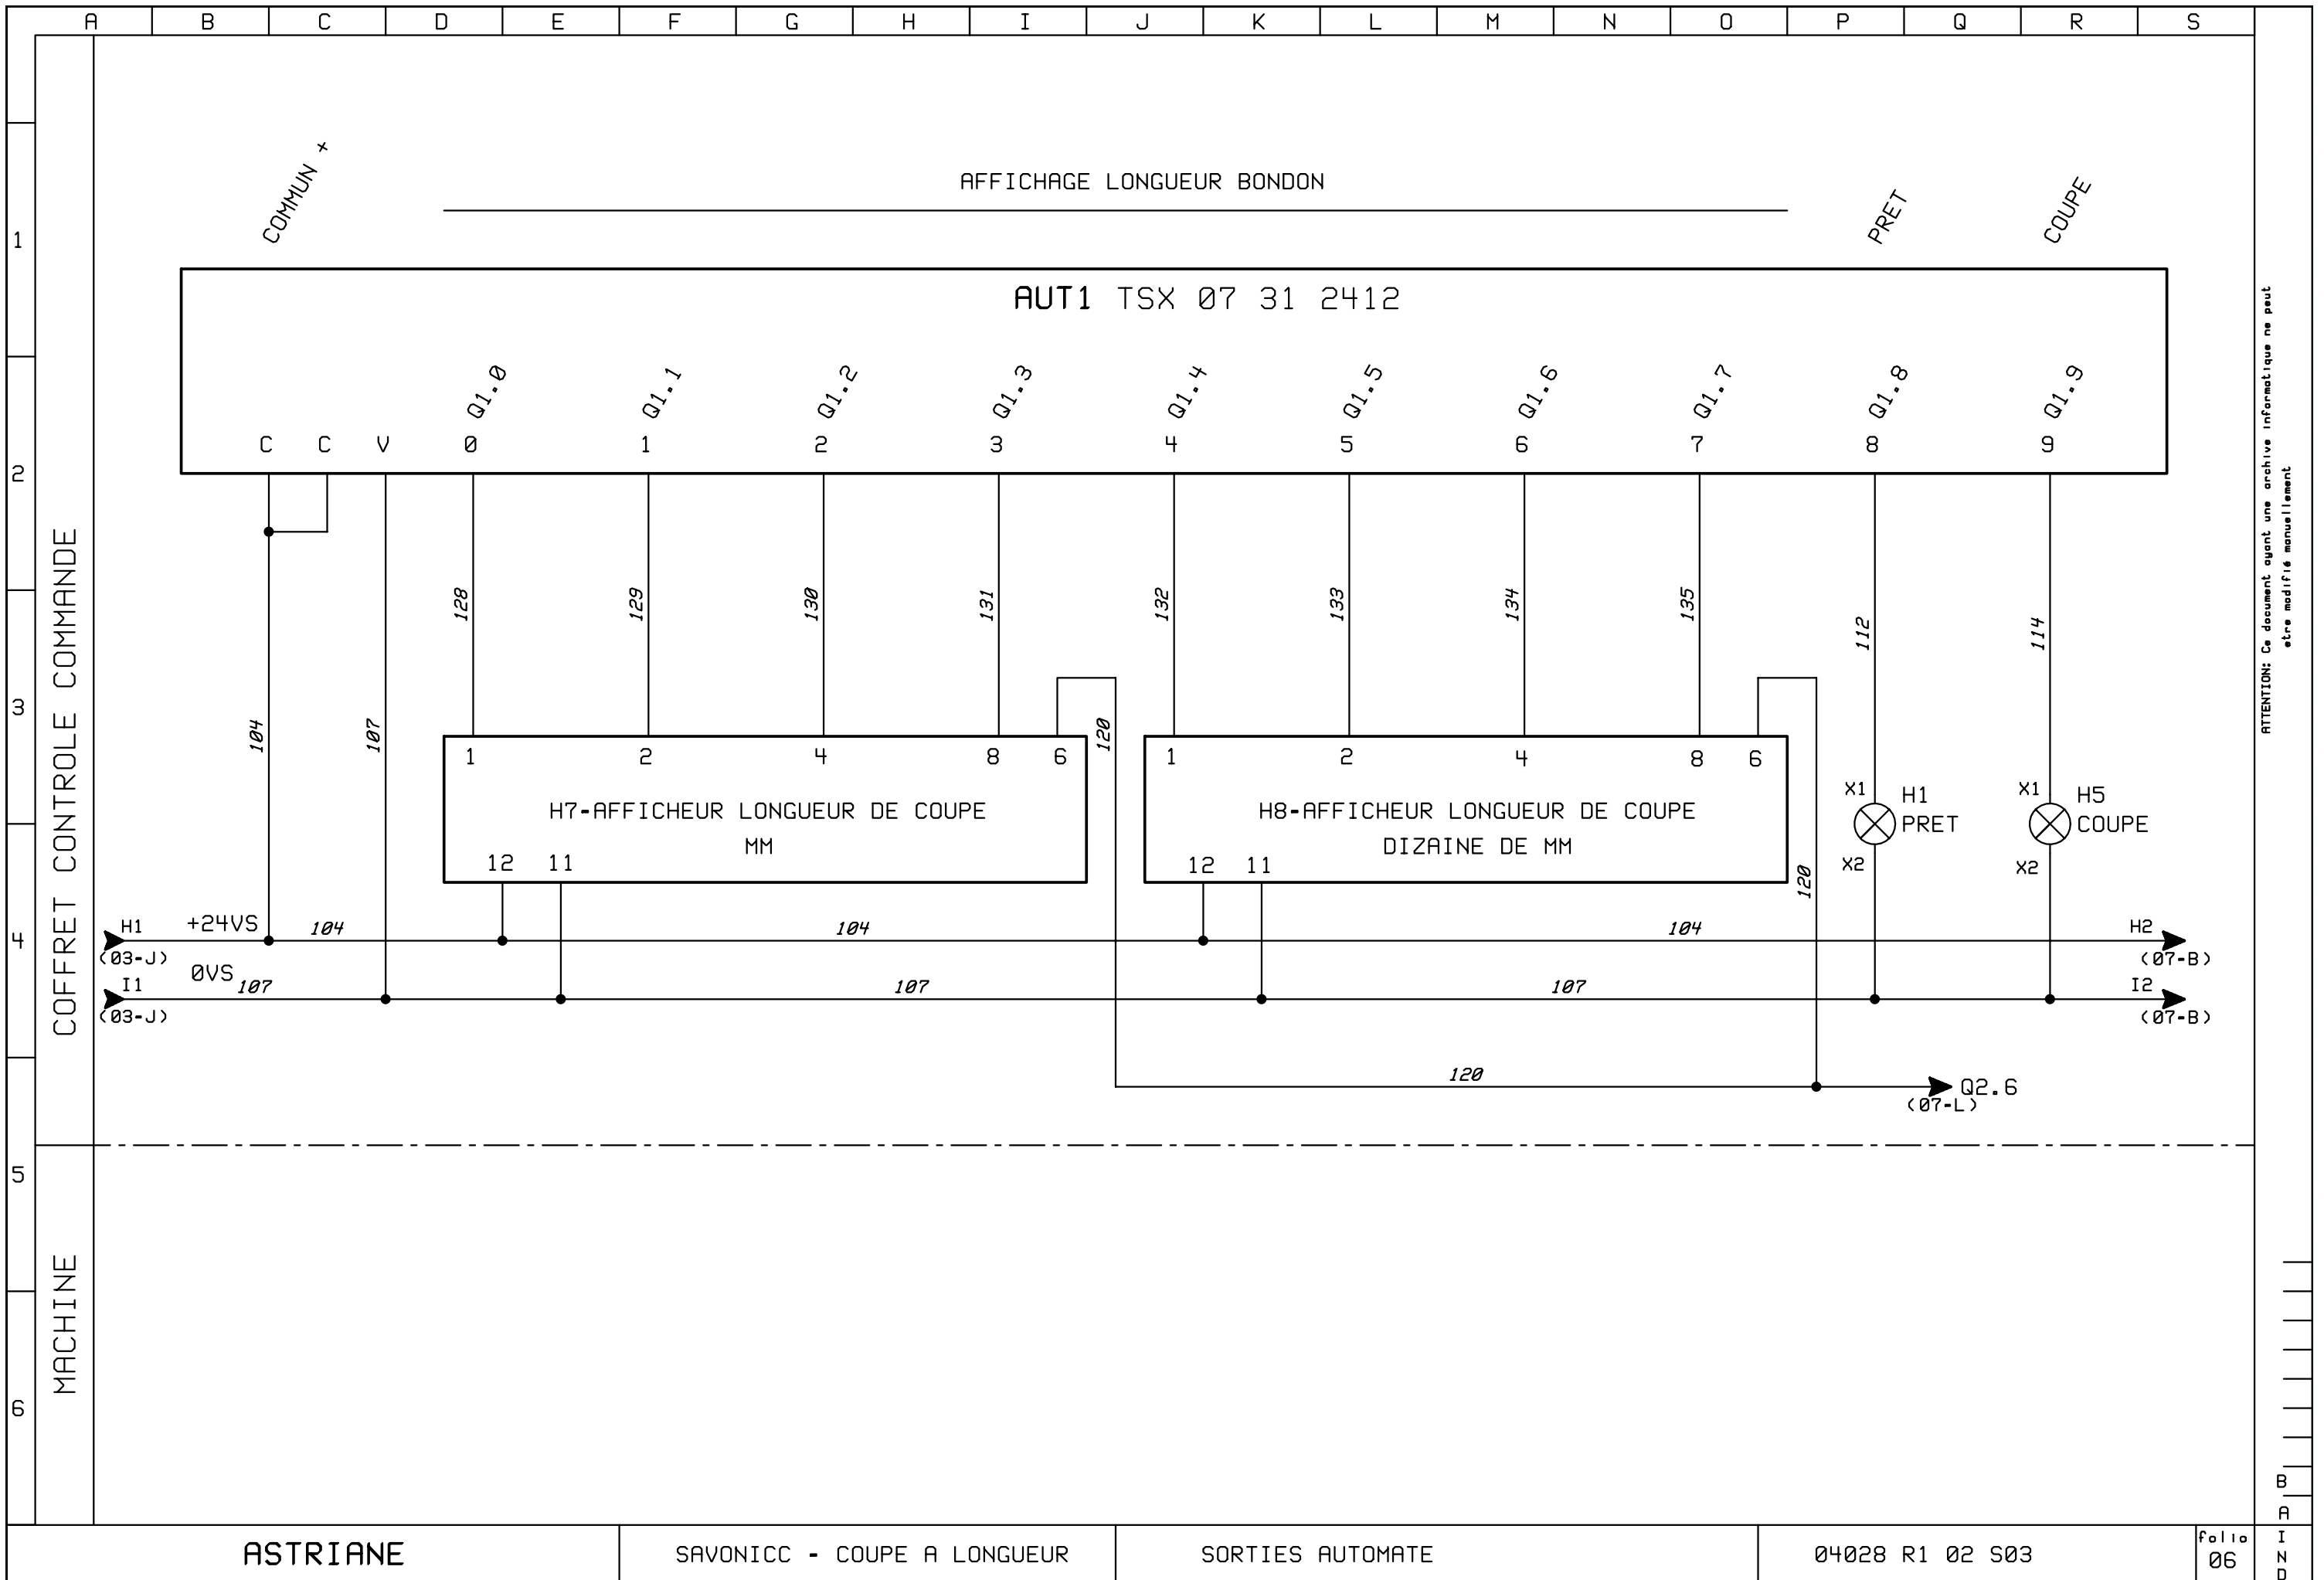 A B C D E F G H I J K L M N O P Q R S
COMMUN +
AFFICHAGE LONGUEUR BONDON
PRET
COUPE
1
AUT1 TSX 07 31 2412
Q1.0 Q1.1 Q1.2 Q1.3 Q1.4 Q1.5 Q1.6 Q1.7 Q1.8 Q1.9
C C V 0 1 2 3 4 5 6 7 8 9
2
128 129 130 131 132 133 134 135 112 114
3
104 107 120
1 2 4 8 6 1 2 4 8 6
X1 H1 X1 H5
H7-AFFICHEUR LONGUEUR DE COUPE
MM
H8-AFFICHEUR LONGUEUR DE COUPE
DIZAINE DE MM
PRET COUPE
12 11 12 11 X2 X2
120
4
H1 +24VS 104 104 104 H2
(03-J) (07-B)
I1 0VS 107 107 107 I2
(03-J) (07-B)
120 Q2.6
(07-L)
5
6
COFFRET CONTROLE COMMANDE
MACHINE
ATTENTION: Ce document ayant une archive informatique ne peut
etre modifié manuellement
B
A
I
N
D
ASTRIANE
SAVONICC - COUPE A LONGUEUR
SORTIES AUTOMATE
04028 R1 02 S03
folio
06